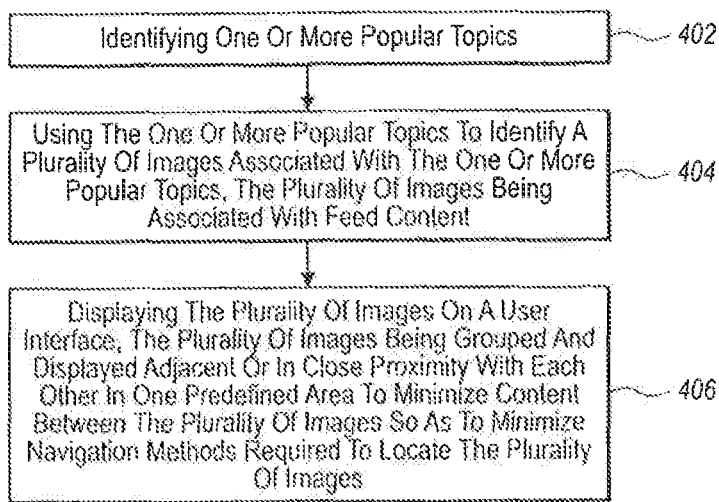 Identifying One Or More Popular Topics
402
Using The One Or More Popular Topics To Identify A
Plurality Of Images Associated With The One Or More
Popular Topics, The Plurality Of Images Being
Associated With Feed Content
404
Displaying The Plurality Of Images On A User
Interface, The Plurality Of Images Being Grouped And
Displayed Adjacent Or In Close Proximity With Each
Other In One Predefined Area To Minimize Content
Between The Plurality Of Images So As To Minimize
Navigation Methods Required To Locate The Plurality
Of Images
406